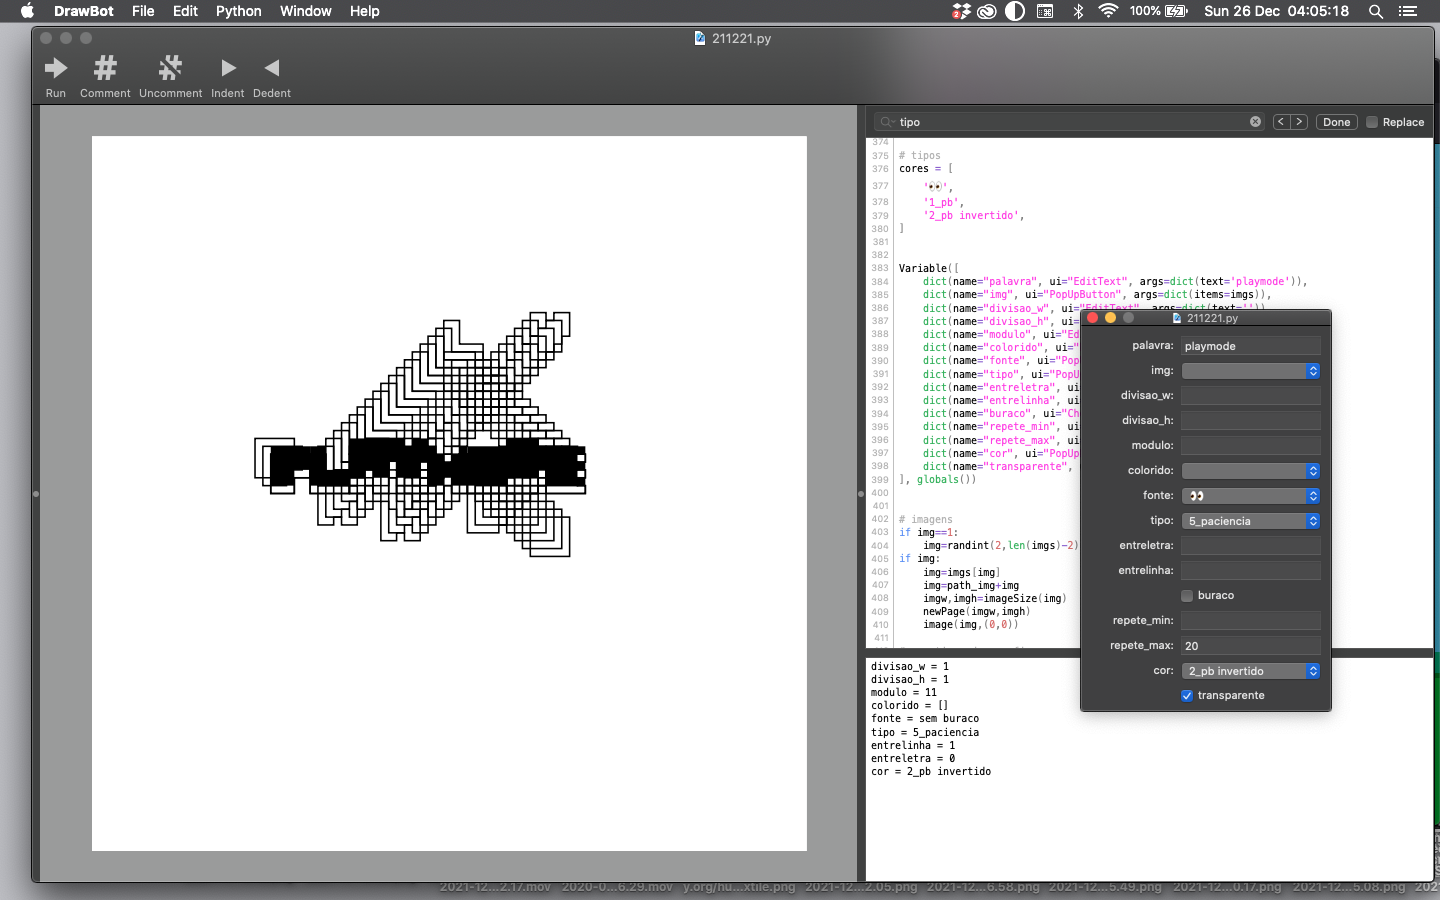 DrawBot File Edit Python Window Help 2 100% Sun 26 Dec 04:05:18
211221.py
Run Comment Uncomment Indent Dedent
tipo Done Replace
374
375 # tipos
376 cores = [
377 '👀',
378 '1_pb',
379 '2_pb invertido',
380 ]
381
382
383 Variable([
384 dict(name="palavra", ui="EditText", args=dict(text='playmode')),
385 dict(name="img", ui="PopUpButton", args=dict(items=imgs)),
386 dict(name="divisao_w", ui="EditText", args=dict(text='')),
387 dict(name="divisao_h", ui=
388 dict(name="modulo", ui="Ed
389 dict(name="colorido", ui="
390 dict(name="fonte", ui="Pop
391 dict(name="tipo", ui="PopU
392 dict(name="entreletra", ui
393 dict(name="entrelinha", ui
394 dict(name="buraco", ui="Ch
395 dict(name="repete_min", ui
396 dict(name="repete_max", ui
397 dict(name="cor", ui="PopUp
398 dict(name="transparente",
399 ], globals())
400
401
402 # imagens
403 if img==1:
404 img=randint(2,len(imgs)-2)
405 if img:
406 img=imgs[img]
407 img=path_img+img
408 imgw,imgh=imageSize(img)
409 newPage(imgw,imgh)
410 image(img,(0,0))
411
211221.py
palavra: playmode
img:
divisao_w:
divisao_h:
modulo:
colorido:
fonte: 👀
tipo: 5_paciencia
entreletra:
entrelinha:
buraco
repete_min:
repete_max: 20
cor: 2_pb invertido
transparente
divisao_w = 1
divisao_h = 1
modulo = 11
colorido = []
fonte = sem buraco
tipo = 5_paciencia
entrelinha = 1
entreletra = 0
cor = 2_pb invertido
2021-12...2.17.mov 2020-0...6.29.mov y.org/hu...xtile.png 2021-12...2.05.png 2021-12...6.58.png 2021-12...5.49.png 2021-12...0.17.png 2021-12...5.08.png 202